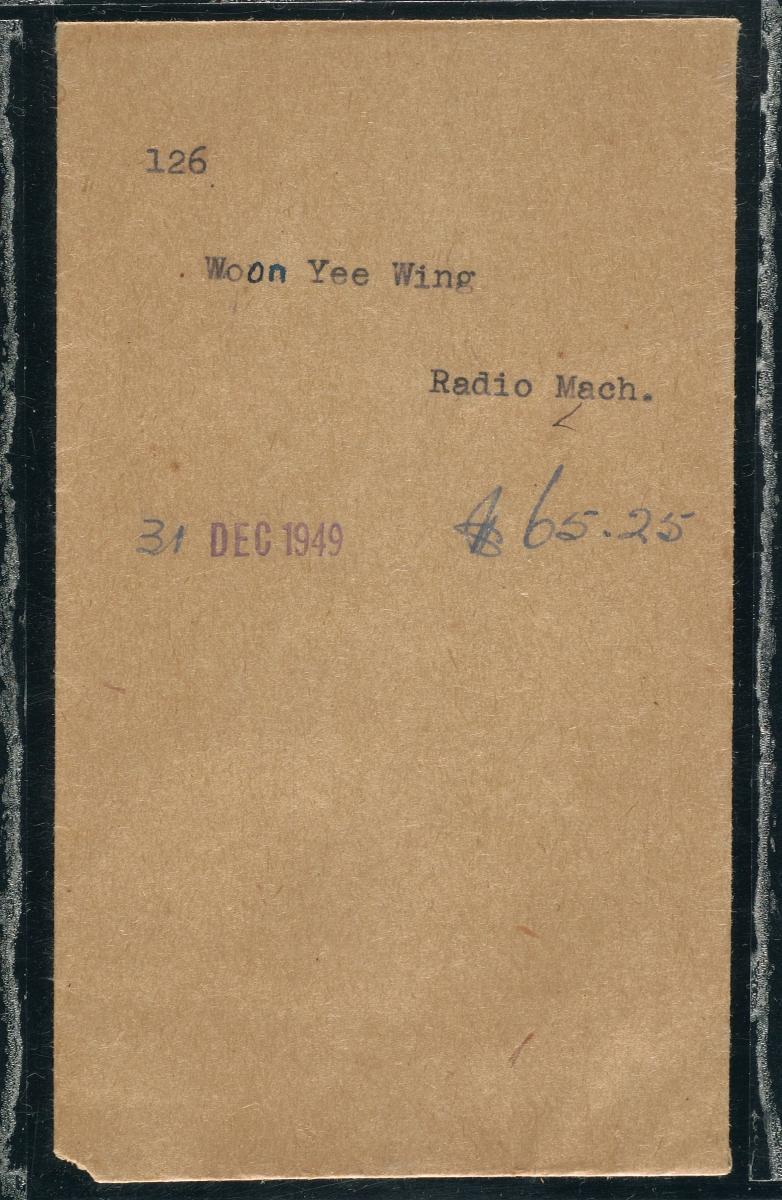 126
Woon Yee Wing
Radio Mach.
31 DEC 1949 $65.25